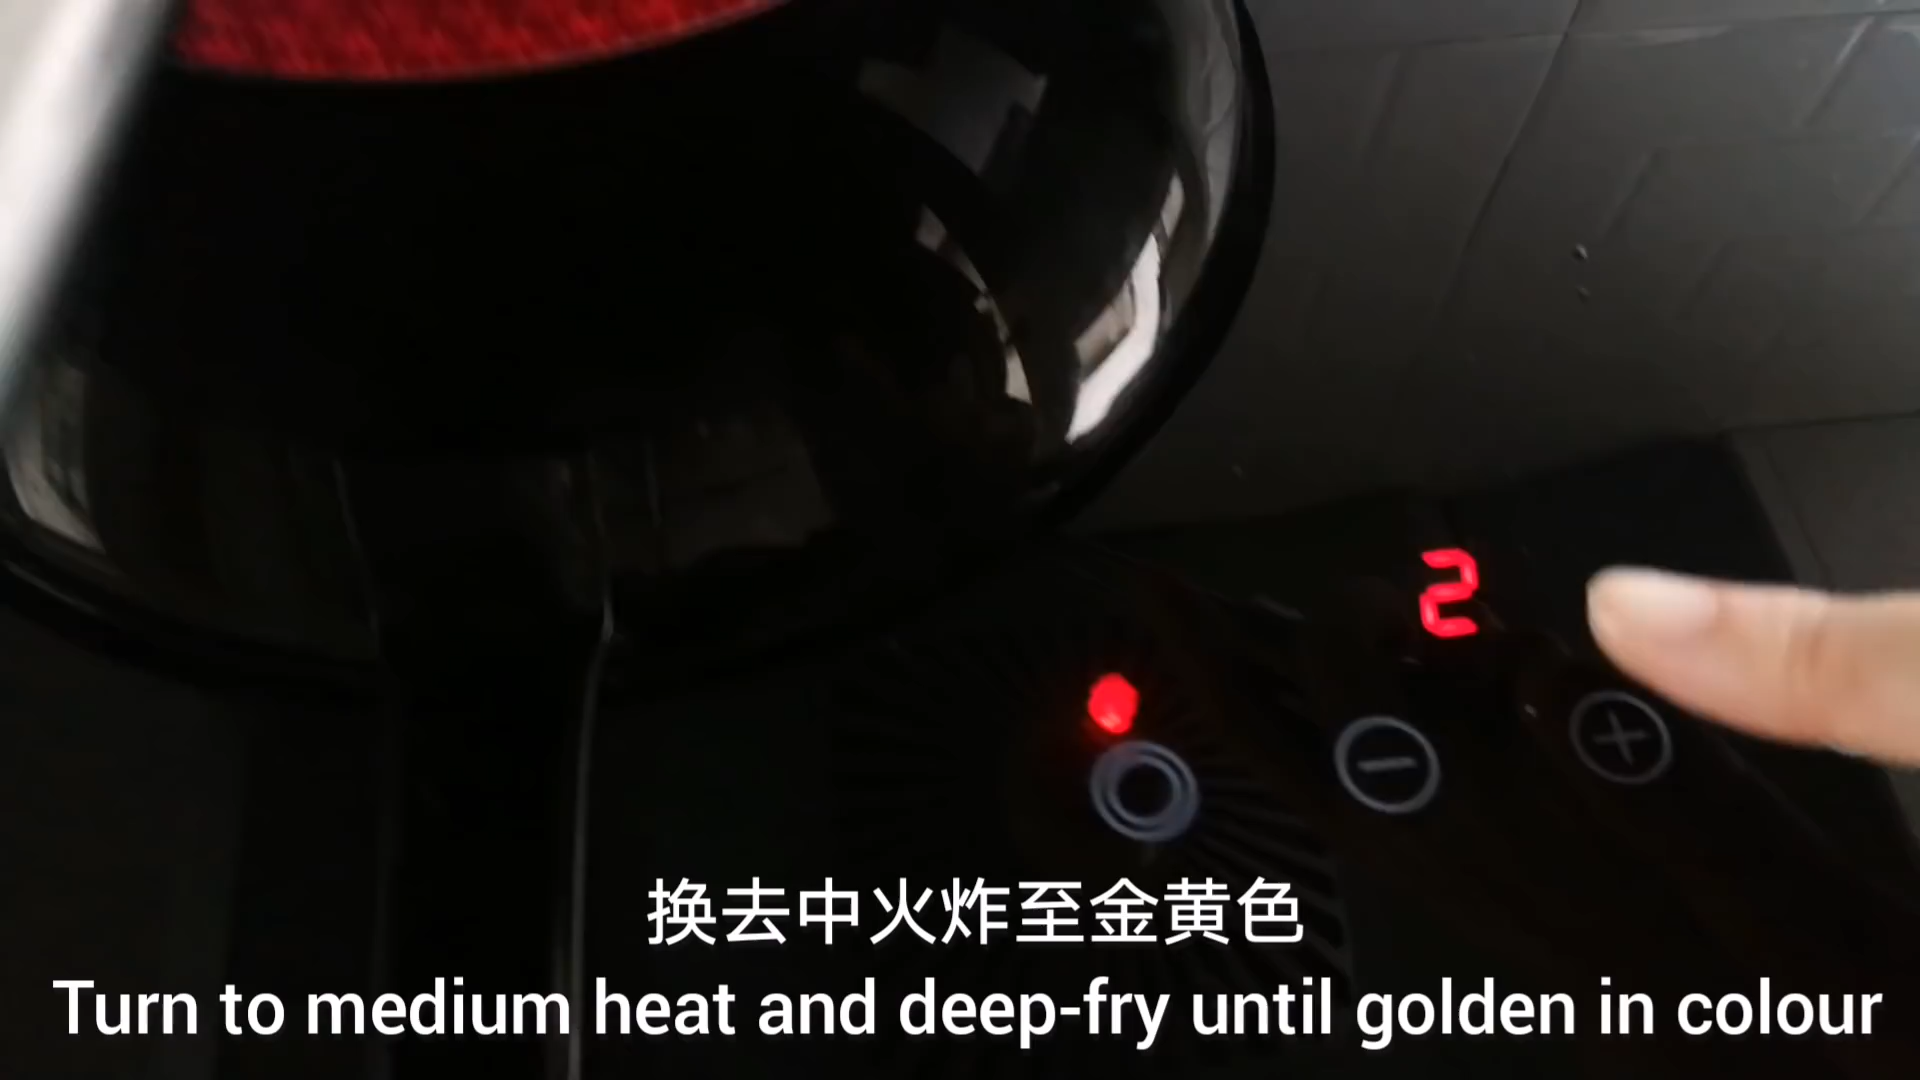 2
换去中火炸至金黄色
Turn to medium heat and deep-fry until golden in colour